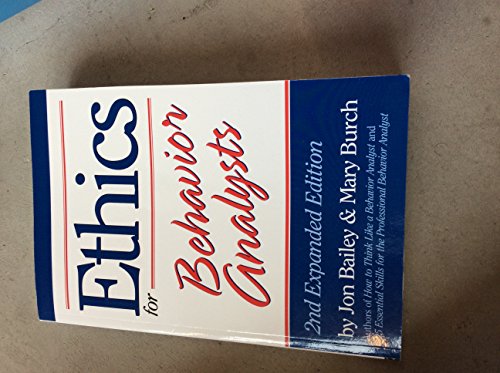 Ethics
for
Behavior
Analysts
2nd Expanded Edition
by Jon Bailey & Mary Burch
authors of How to Think Like a Behavior Analyst and
Essential Skills for the Professional Behavior Analyst